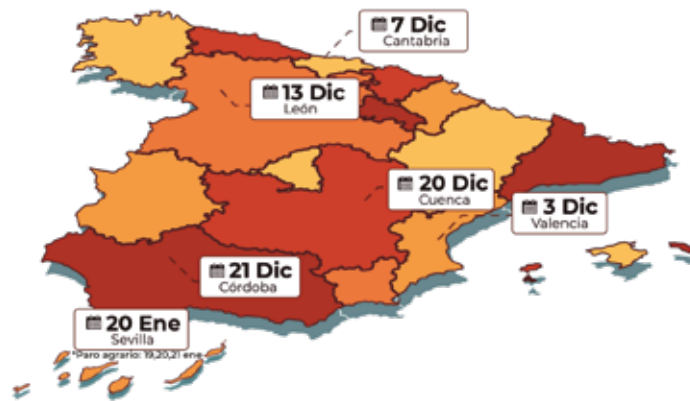 7 Dic
Cantabria
13 Dic
León
20 Dic
Cuenca
3 Dic
Valencia
21 Dic
Córdoba
20 Ene
Sevilla
*Paro agrario: 19,20,21 ene